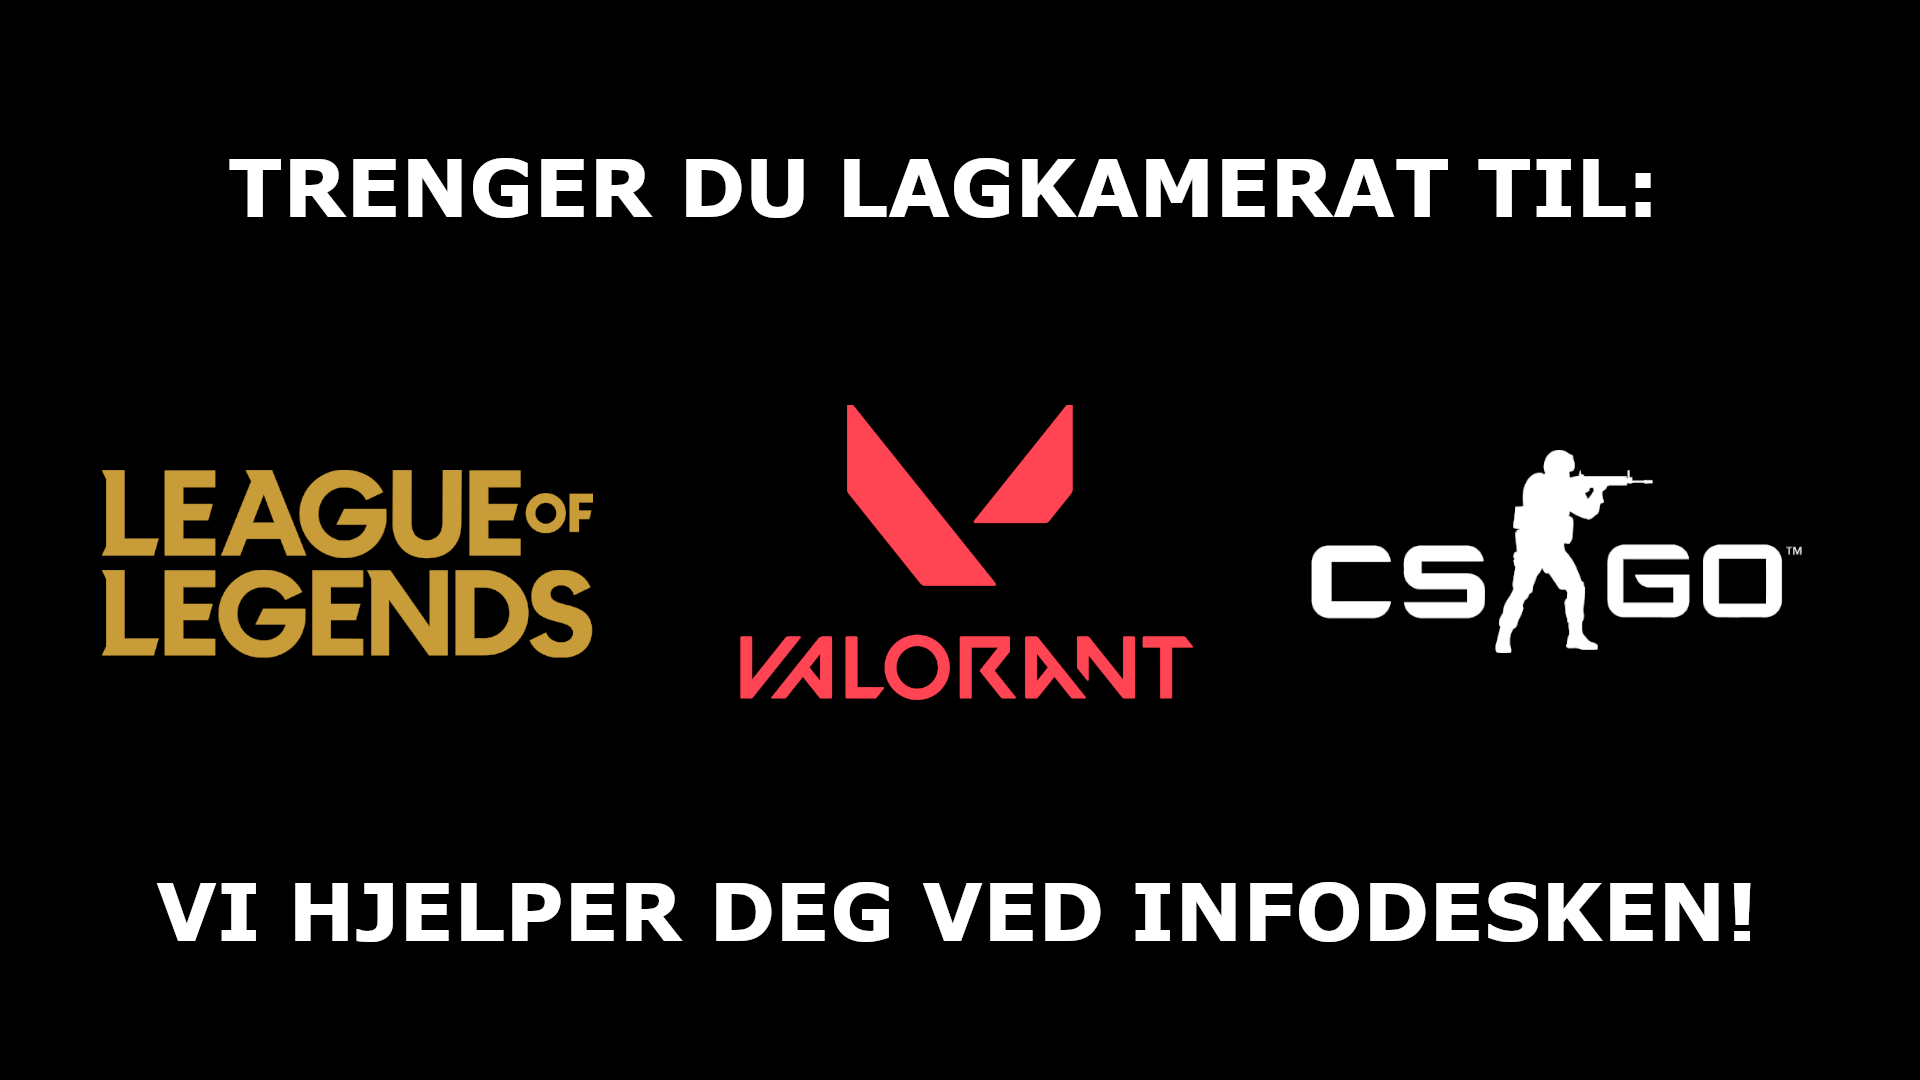 TRENGER DU LAGKAMERAT TIL:
LEAGUE OF
LEGENDS
VALORANT
CS GO™
VI HJELPER DEG VED INFODESKEN!